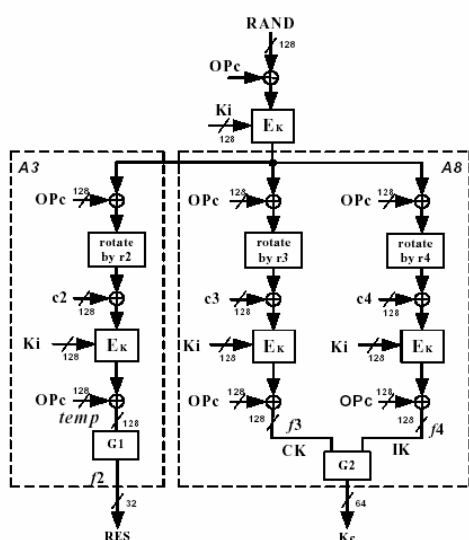 RAND
128
OPc
Ki
128
EK
A3
A8
OPc 128
OPc 128
OPc 128
rotate by r2
rotate by r3
rotate by r4
c2 128
c3 128
c4 128
Ki 128 EK
Ki 128 EK
Ki 128 EK
OPc 128
OPc 128
OPc 128
temp 128
128 f3
128 f4
G1
CK
G2
IK
f2
32
64
RES
Kc